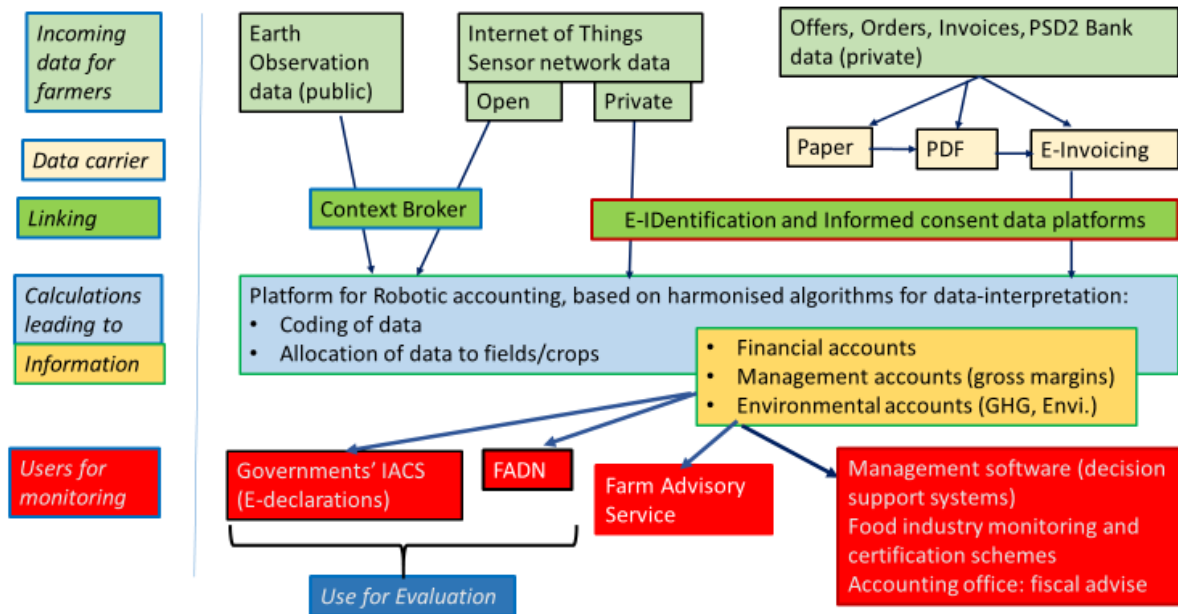 Incoming
data for
farmers
Data carrier
Linking
Calculations
leading to
Information
Users for
monitoring
Earth
Observation
data (public)
Internet of Things
Sensor network data
Open
Private
Offers, Orders, Invoices, PSD2 Bank
data (private)
Paper
PDF
E-Invoicing
Context Broker
E-IDentification and Informed consent data platforms
Platform for Robotic accounting, based on harmonised algorithms for data-interpretation:
• Coding of data
• Allocation of data to fields/crops
• Financial accounts
• Management accounts (gross margins)
• Environmental accounts (GHG, Envi.)
Governments' IACS
(E-declarations)
FADN
Farm Advisory
Service
Management software (decision
support systems)
Food industry monitoring and
certification schemes
Accounting office: fiscal advise
Use for Evaluation